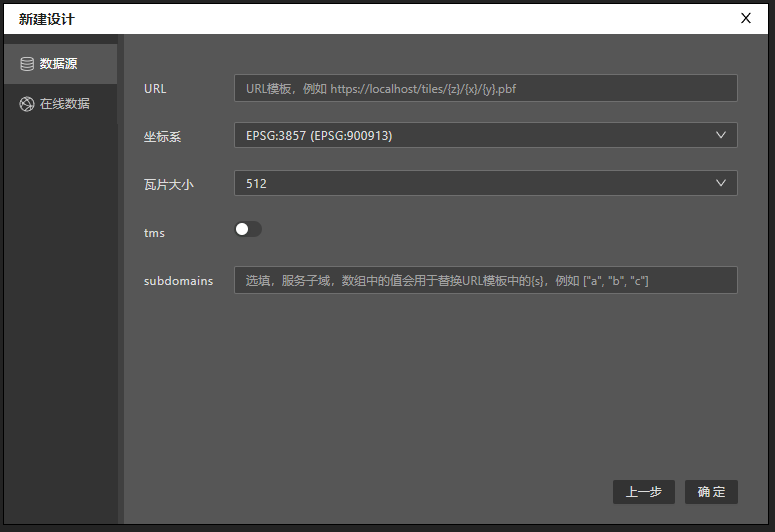 新建设计
X
数据源
在线数据
URL
URL模板，例如 https://localhost/tiles/{z}/{x}/{y}.pbf
坐标系
EPSG:3857 (EPSG:900913)
瓦片大小
512
tms
subdomains
选填，服务子域，数组中的值会用于替换URL模板中的{s}，例如 ["a", "b", "c"]
上一步
确 定